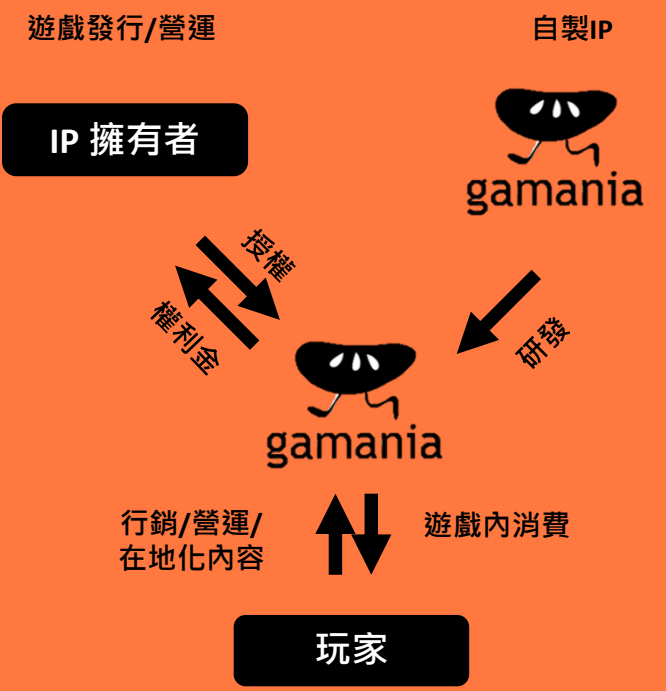 遊戲發行/營運
自製IP
IP 擁有者
gamania
授權
權利金
研發
gamania
行銷/營運/
在地化內容
遊戲內消費
玩家